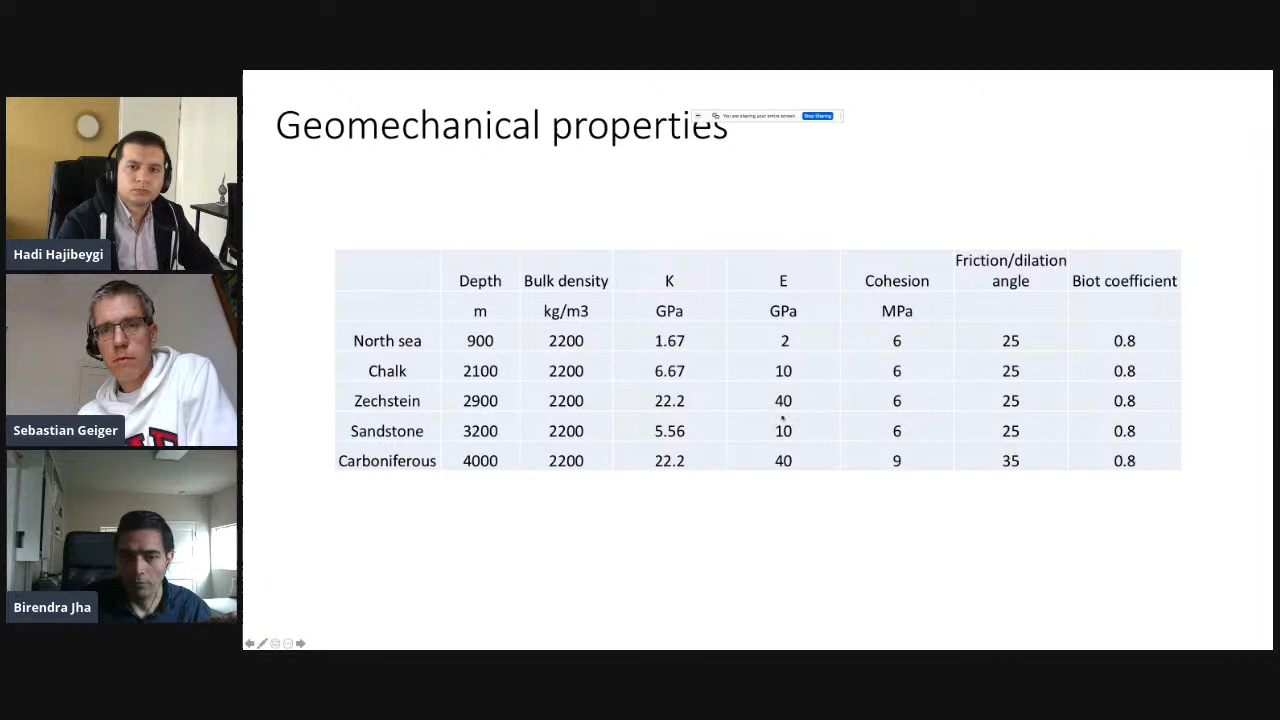 Geomechanical properties
You are sharing your entire screen. Stop Sharing
Hadi Hajibeygi
Sebastian Geiger
Birendra Jha
Friction/dilation
Depth Bulk density K E Cohesion angle Biot coefficient
m kg/m3 GPa GPa MPa
North sea 900 2200 1.67 2 6 25 0.8
Chalk 2100 2200 6.67 10 6 25 0.8
Zechstein 2900 2200 22.2 40 6 25 0.8
Sandstone 3200 2200 5.56 10 6 25 0.8
Carboniferous 4000 2200 22.2 40 9 35 0.8